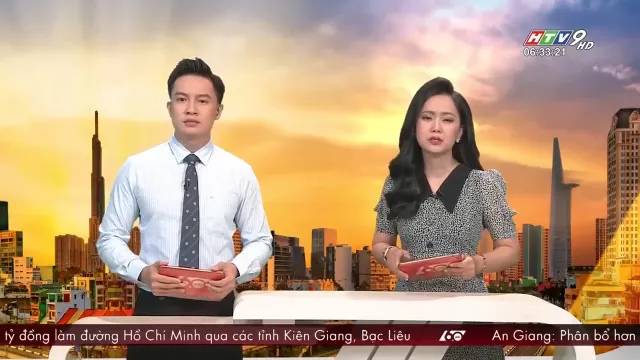 HTV9 HD
06:33:21
tỷ đồng làm đường Hồ Chí Minh qua các tỉnh Kiên Giang, Bạc Liêu
An Giang: Phân bổ hơn